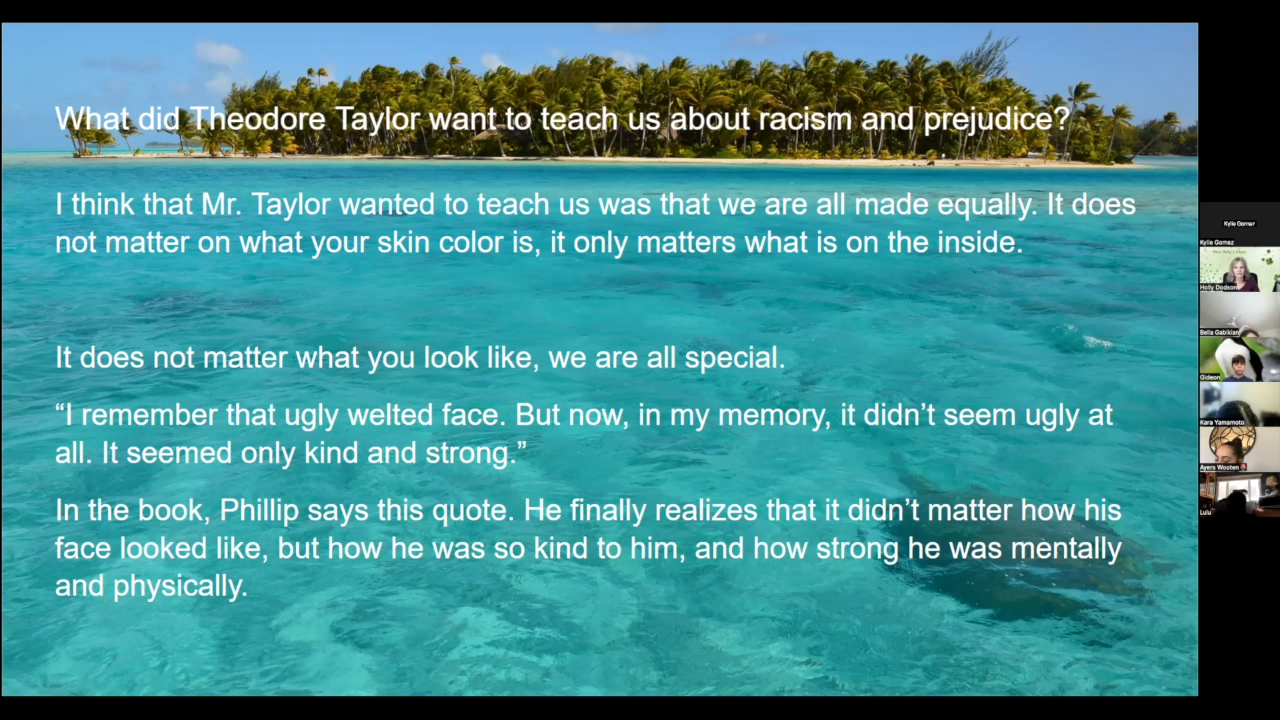 What did Theodore Taylor want to teach us about racism and prejudice?
I think that Mr. Taylor wanted to teach us was that we are all made equally. It does
not matter on what your skin color is, it only matters what is on the inside.
It does not matter what you look like, we are all special.
“I remember that ugly welted face. But now, in my memory, it didn’t seem ugly at
all. It seemed only kind and strong.”
In the book, Phillip says this quote. He finally realizes that it didn’t matter how his
face looked like, but how he was so kind to him, and how strong he was mentally
and physically.
Kylie Gomez
Kylie Gomez
Holly Dodson
Bella Gabikian
Gideon
Kara Yamamoto
Ayers Wooten
Lulu